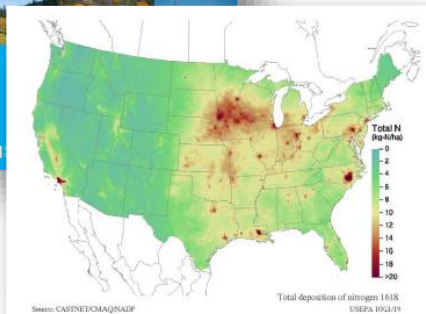 Total N
(kg-N/ha)
0
2
4
6
8
10
12
14
16
18
>20
Total deposition of nitrogen 1618
Source: CASTNET/CMAQ/NADP
USEPA 10/21/19